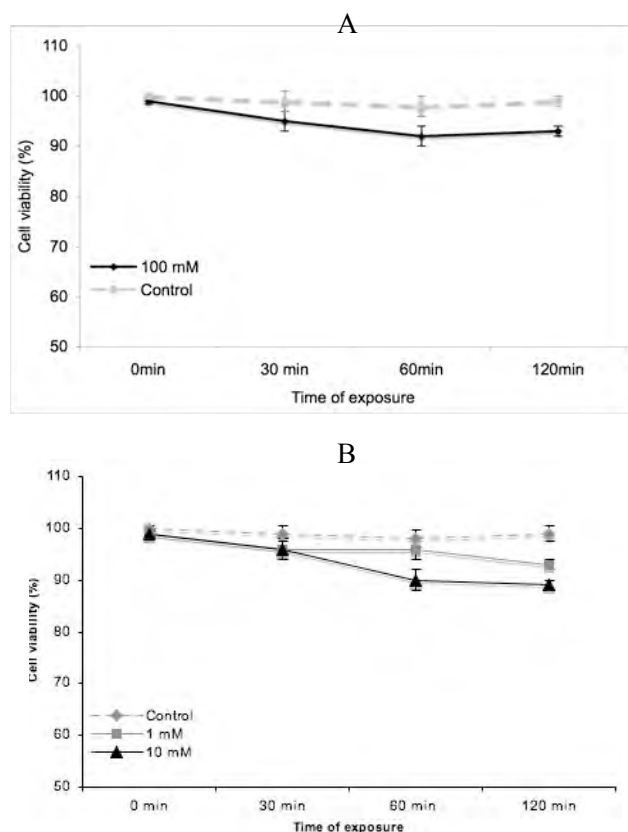 A
110
100
90
80
70
60
50
Cell viability (%)
100 mM
Control
0min 30 min 60min 120min
Time of exposure
B
110
100
90
80
70
60
50
Cell viability (%)
Control
1 mM
10 mM
0 min 30 min 60 min 120 min
Time of exposure